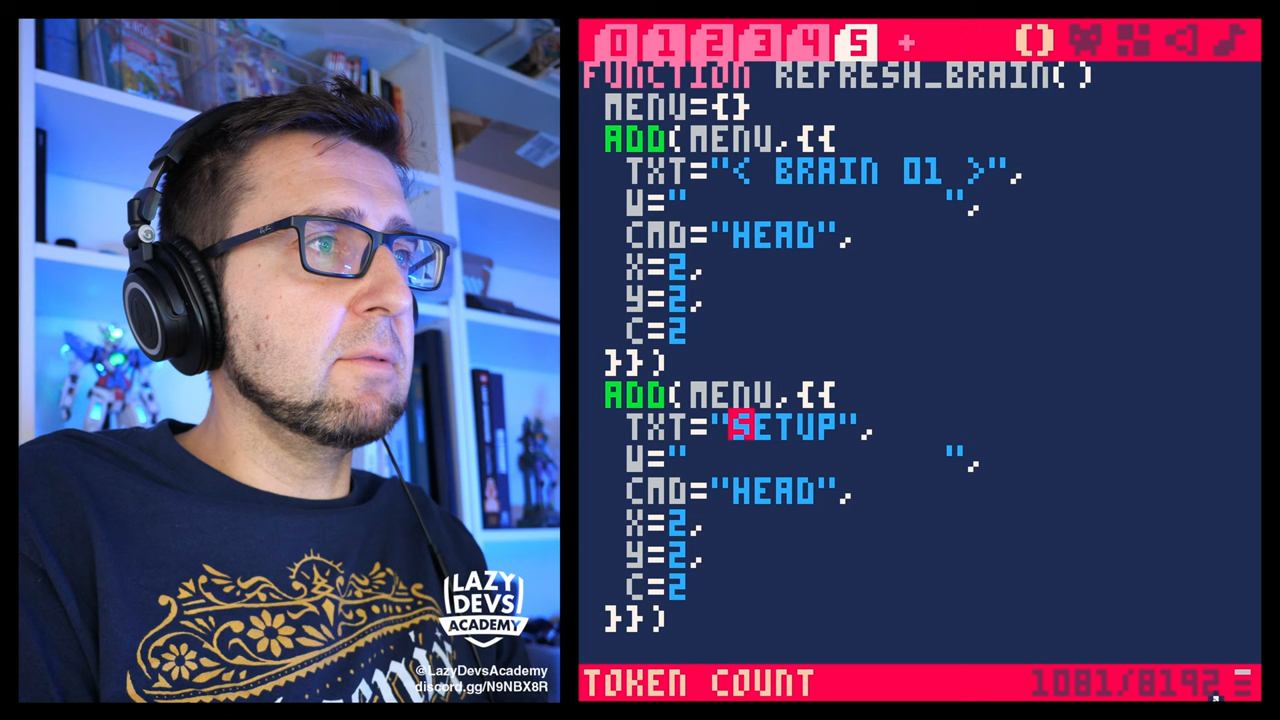 0 1 2 3 4 5 + ()
FUNCTION REFRESH_BRAIN()
MENU={}
ADD(MENU,{{
TXT="< BRAIN 01 >",
W="            ",
CMD="HEAD",
X=2,
Y=2,
C=2
}})
ADD(MENU,{{
TXT="SETUP",
W="            ",
CMD="HEAD",
X=2,
Y=2,
C=2
}})
TOKEN COUNT 1081/8192
LAZY
DEVS
ACADEMY
@LazyDevsAcademy
discord.gg/N9NBX8R